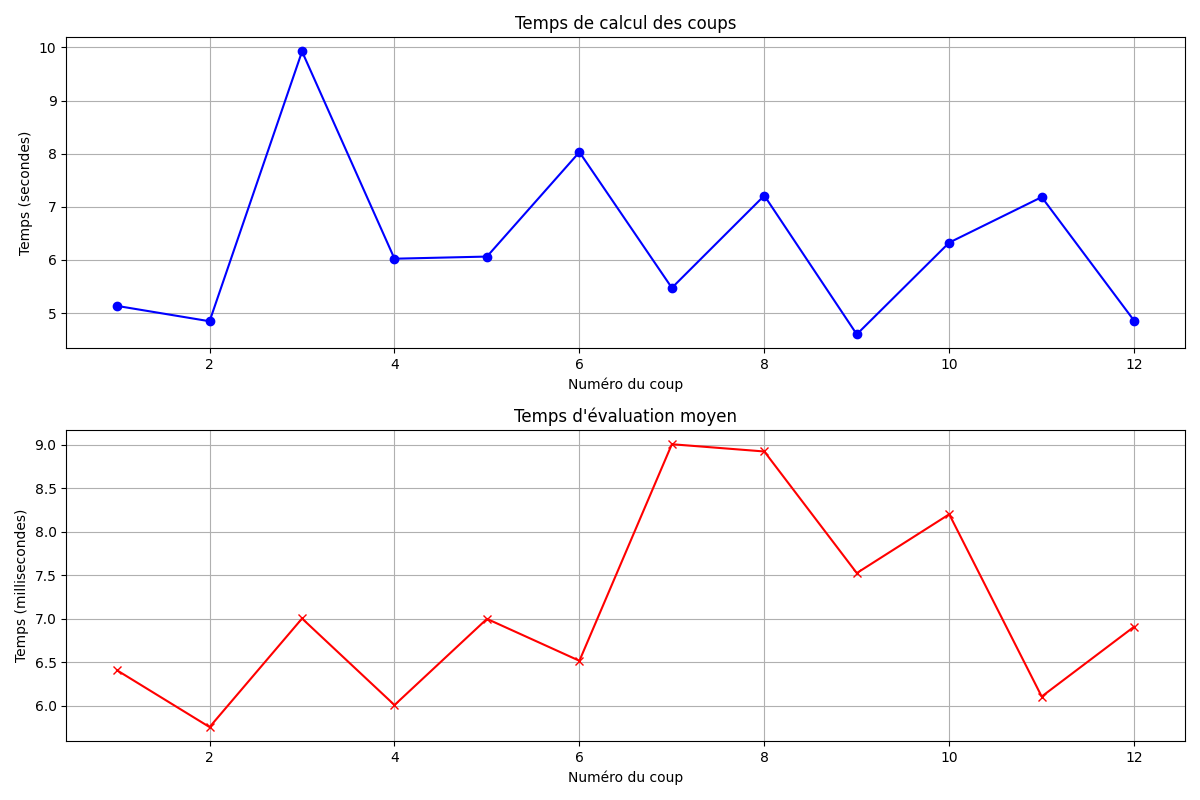 Temps de calcul des coups
10
9
8
7
6
5
Temps (secondes)
2 4 6 8 10 12
Numéro du coup
Temps d'évaluation moyen
9.0
8.5
8.0
7.5
7.0
6.5
6.0
Temps (millisecondes)
2 4 6 8 10 12
Numéro du coup